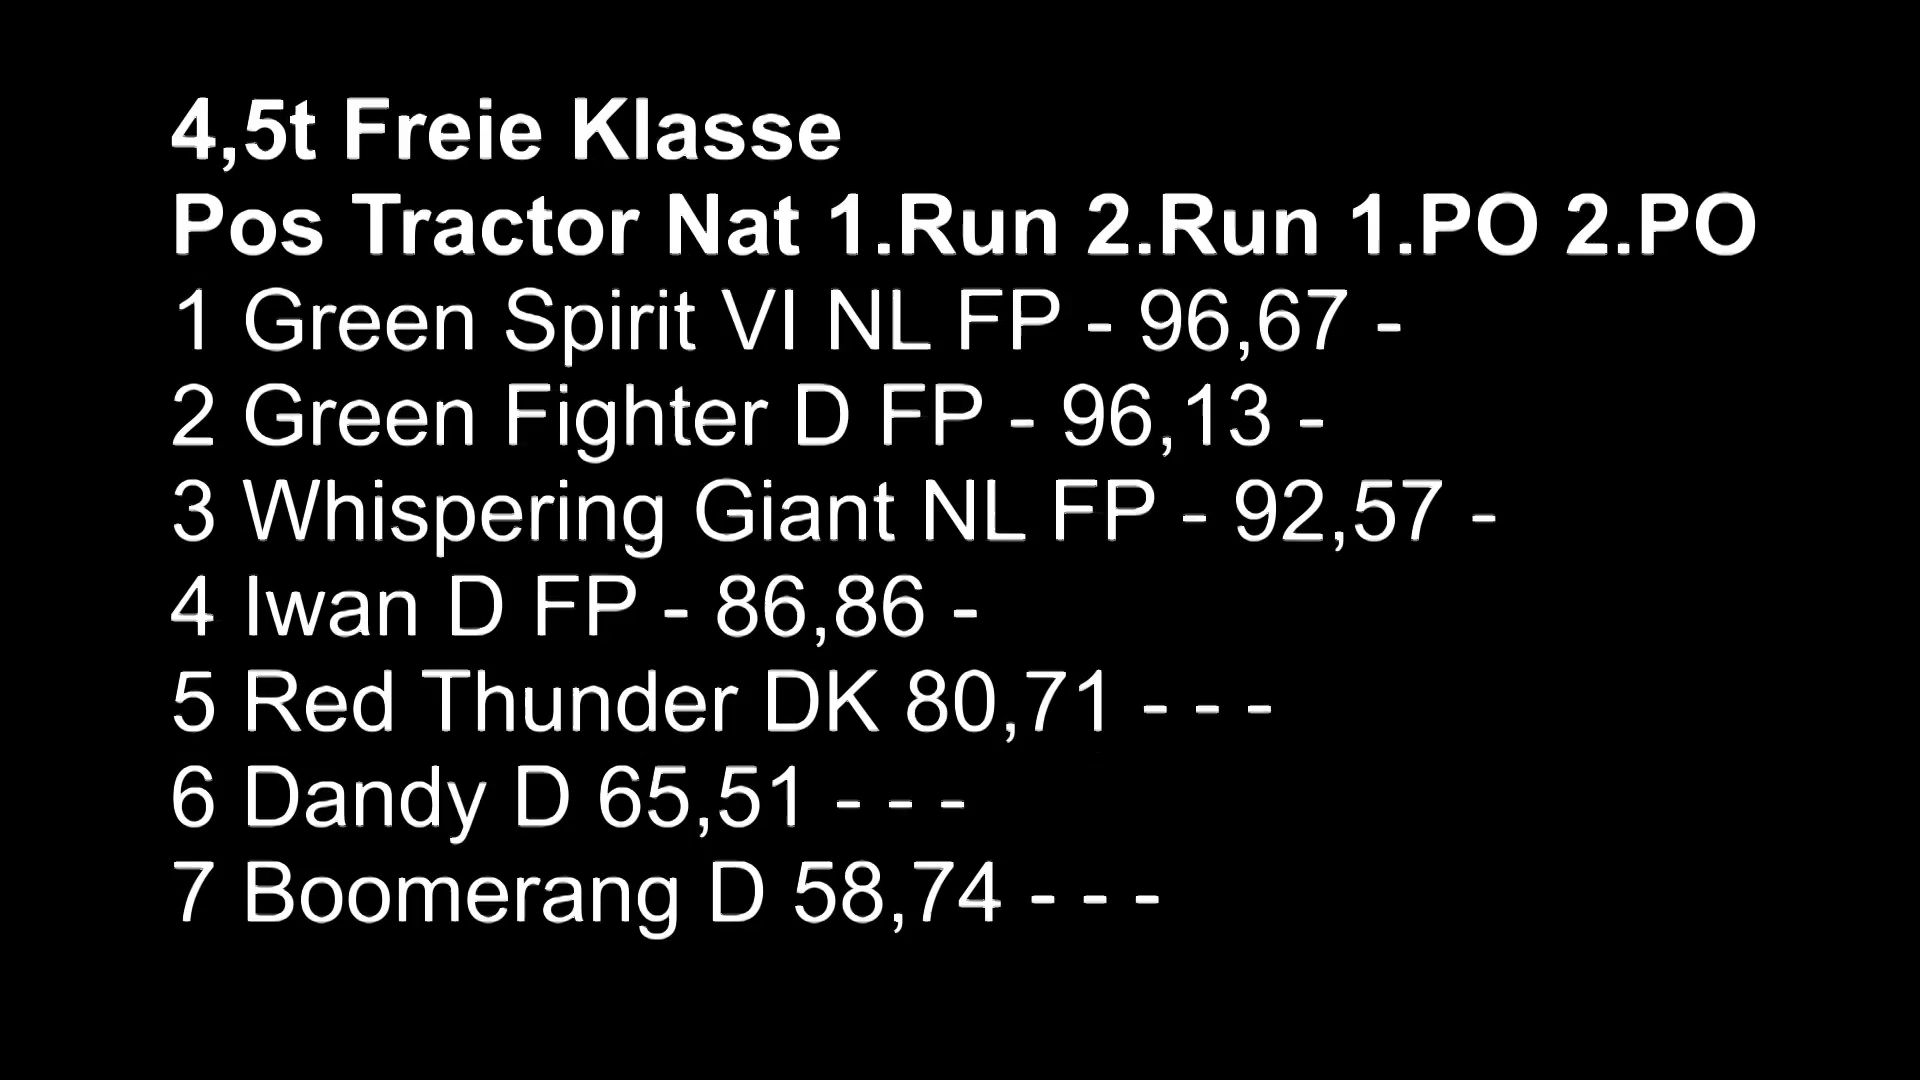 4,5t Freie Klasse
Pos Tractor Nat 1.Run 2.Run 1.PO 2.PO
1 Green Spirit VI NL FP - 96,67 -
2 Green Fighter D FP - 96,13 -
3 Whispering Giant NL FP - 92,57 -
4 Iwan D FP - 86,86 -
5 Red Thunder DK 80,71 - - -
6 Dandy D 65,51 - - -
7 Boomerang D 58,74 - - -